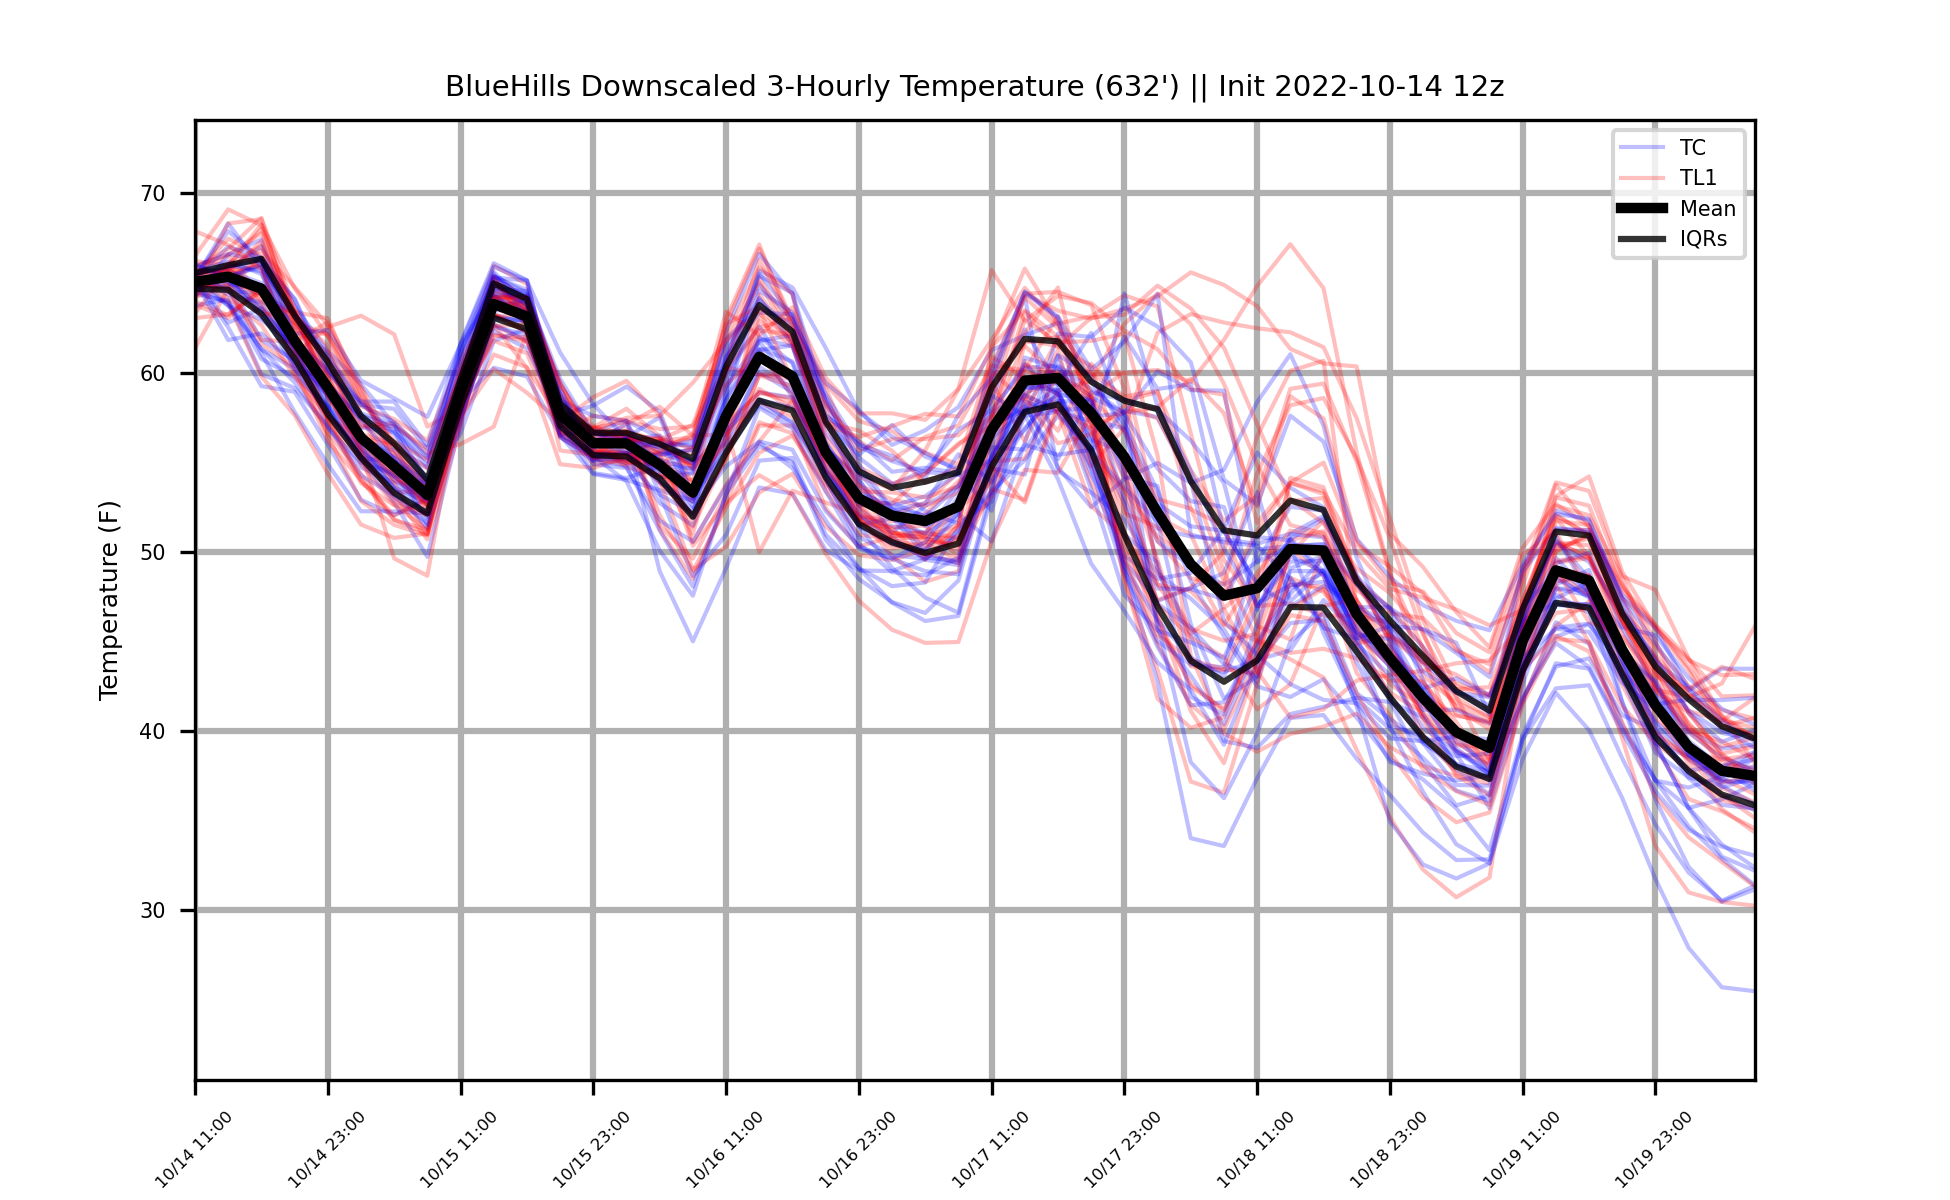 BlueHills Downscaled 3-Hourly Temperature (632') || Init 2022-10-14 12z
TC
TL1
Mean
IQRs
Temperature (F)
70
60
50
40
30
10/14 11:00
10/14 23:00
10/15 11:00
10/15 23:00
10/16 11:00
10/16 23:00
10/17 11:00
10/17 23:00
10/18 11:00
10/18 23:00
10/19 11:00
10/19 23:00